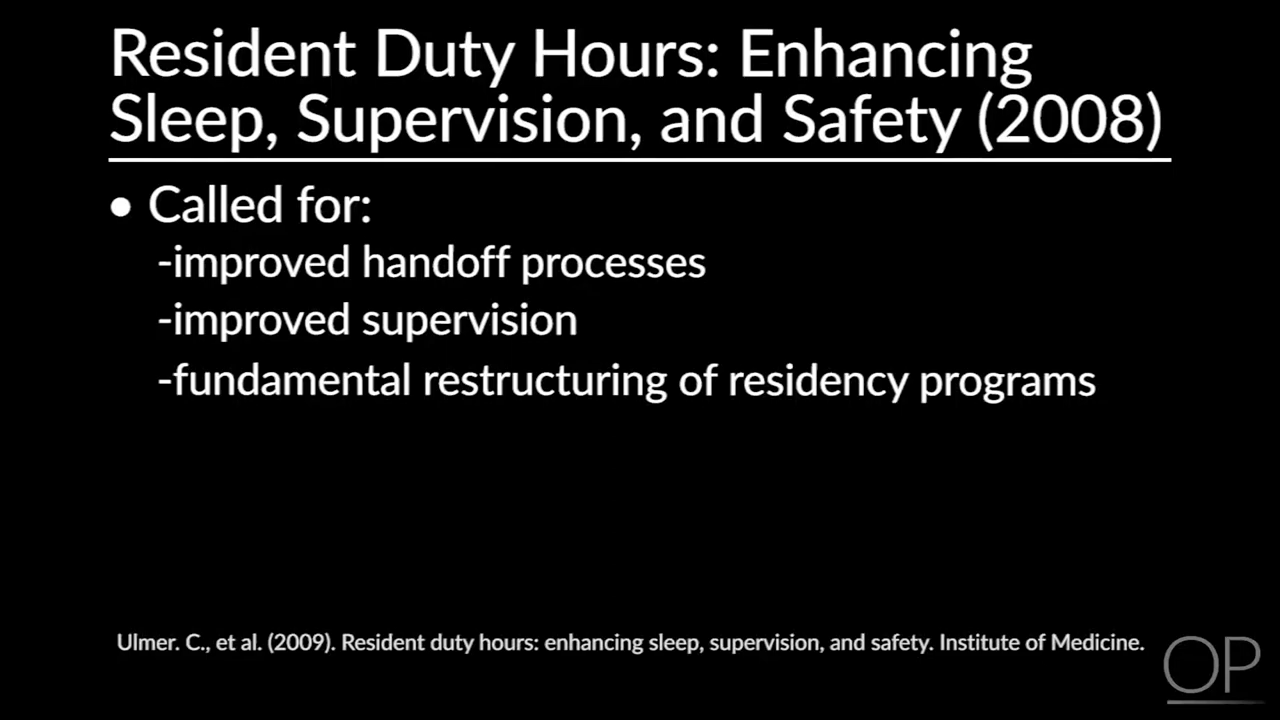 Resident Duty Hours: Enhancing
Sleep, Supervision, and Safety (2008)
• Called for:
-improved handoff processes
-improved supervision
-fundamental restructuring of residency programs
Ulmer. C., et al. (2009). Resident duty hours: enhancing sleep, supervision, and safety. Institute of Medicine.
OP